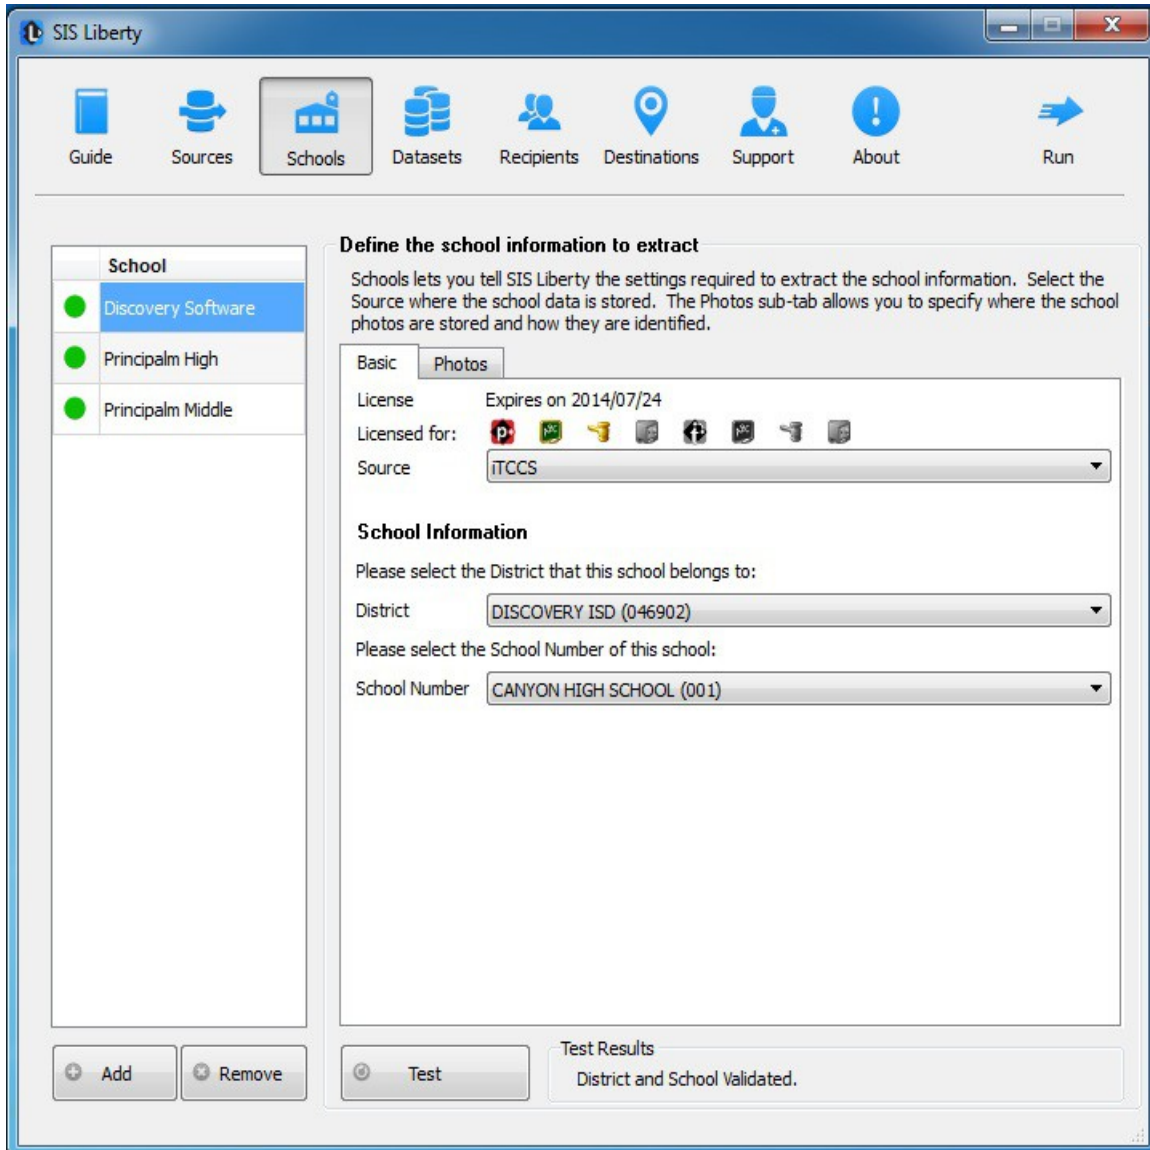 SIS Liberty
Guide
Sources
Schools
Datasets
Recipients
Destinations
Support
About
Run
School
Discovery Software
Principalm High
Principalm Middle
Add
Remove
Define the school information to extract
Schools lets you tell SIS Liberty the settings required to extract the school information. Select the
Source where the school data is stored. The Photos sub-tab allows you to specify where the school
photos are stored and how they are identified.
Basic
Photos
License Expires on 2014/07/24
Licensed for:
Source iTCCS
School Information
Please select the District that this school belongs to:
District DISCOVERY ISD (046902)
Please select the School Number of this school:
School Number CANYON HIGH SCHOOL (001)
Test
Test Results
District and School Validated.